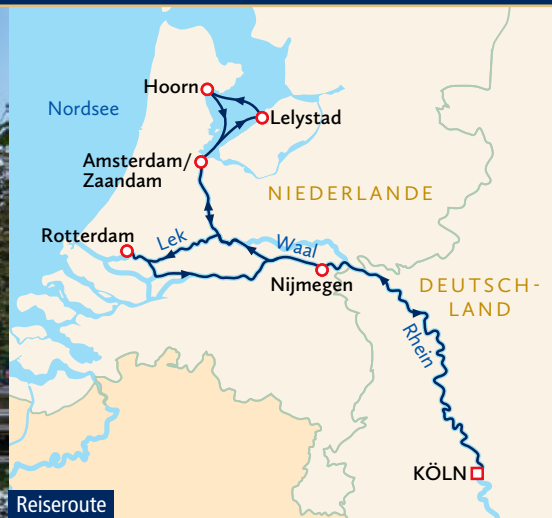 Hoorn
Nordsee
Lelystad
Amsterdam/
Zaandam
NIEDERLANDE
Rotterdam
Lek
Waal
Nijmegen
DEUTSCH-
LAND
Rhein
KÖLN
Reiseroute